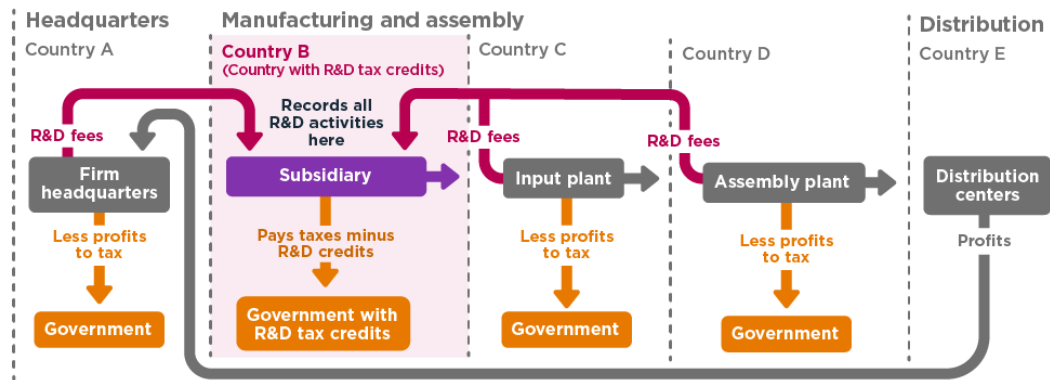 Headquarters
Manufacturing and assembly
Distribution
Country A
Country B
(Country with R&D tax credits)
Country C
Country D
Country E
Records all
R&D activities
here
R&D fees
R&D fees
R&D fees
Firm
headquarters
Subsidiary
Input plant
Assembly plant
Distribution
centers
Less profits
to tax
Pays taxes minus
R&D credits
Less profits
to tax
Less profits
to tax
Profits
Government
Government with
R&D tax credits
Government
Government